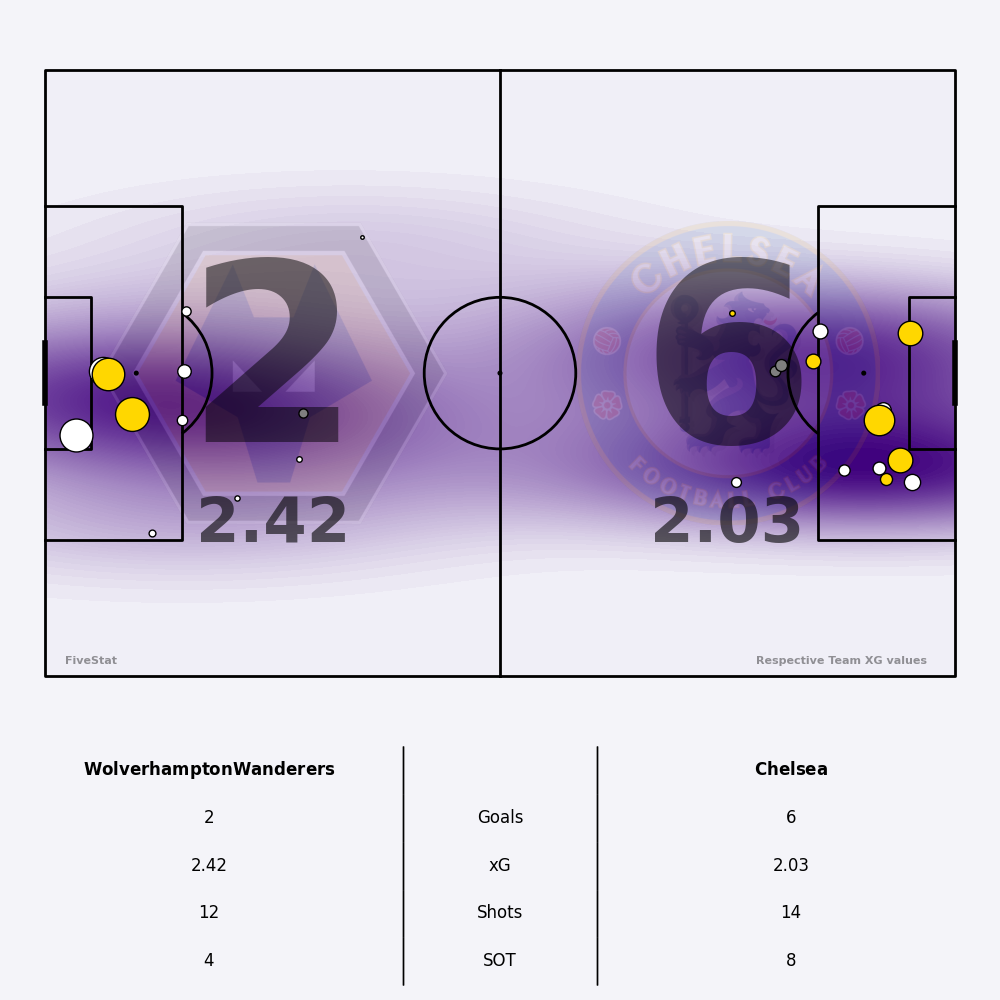 CHELSEA
FOOTBALL CLUB
2
6
2.42
2.03
FiveStat
Respective Team XG values
WolverhamptonWanderers
Chelsea
2
Goals
6
2.42
xG
2.03
12
Shots
14
4
SOT
8